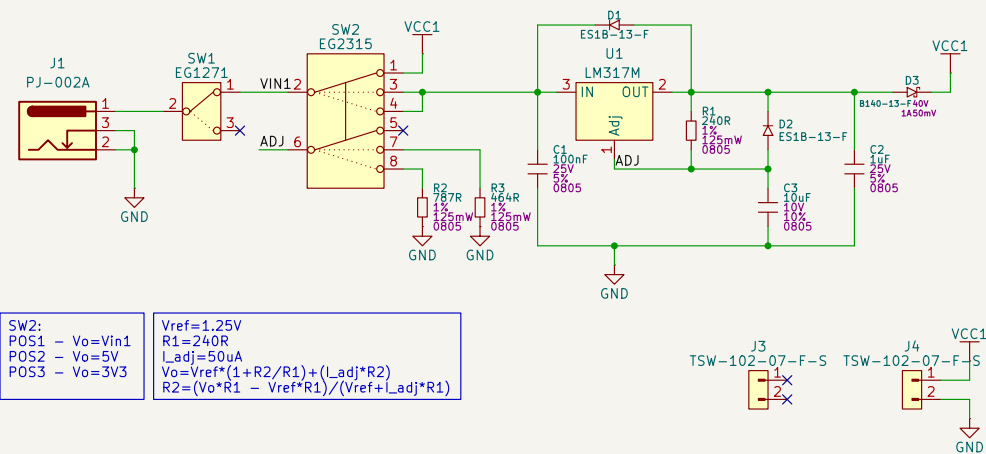 J1
PJ-002A
1
3
2
GND
SW1
EG1271
2
1
3
VIN1
ADJ
SW2
EG2315
2
6
1
3
4
5
7
8
VCC1
R2
787R
1%
125mW
0805
GND
R3
464R
1%
125mW
0805
GND
D1
ES1B-13-F
U1
LM317M
3
IN
OUT
2
Adj
1
ADJ
C1
100nF
25V
5%
0805
GND
R1
240R
1%
125mW
0805
D2
ES1B-13-F
C3
10uF
10V
10%
0805
C2
1uF
25V
5%
0805
D3
B140-13-F 40V
1A50mV
VCC1
SW2:
POS1 - Vo=Vin1
POS2 - Vo=5V
POS3 - Vo=3V3
Vref=1.25V
R1=240R
I_adj=50uA
Vo=Vref*(1+R2/R1)+(I_adj*R2)
R2=(Vo*R1 - Vref*R1)/(Vref+I_adj*R1)
J3
TSW-102-07-F-S
1
2
J4
TSW-102-07-F-S
1
2
VCC1
GND